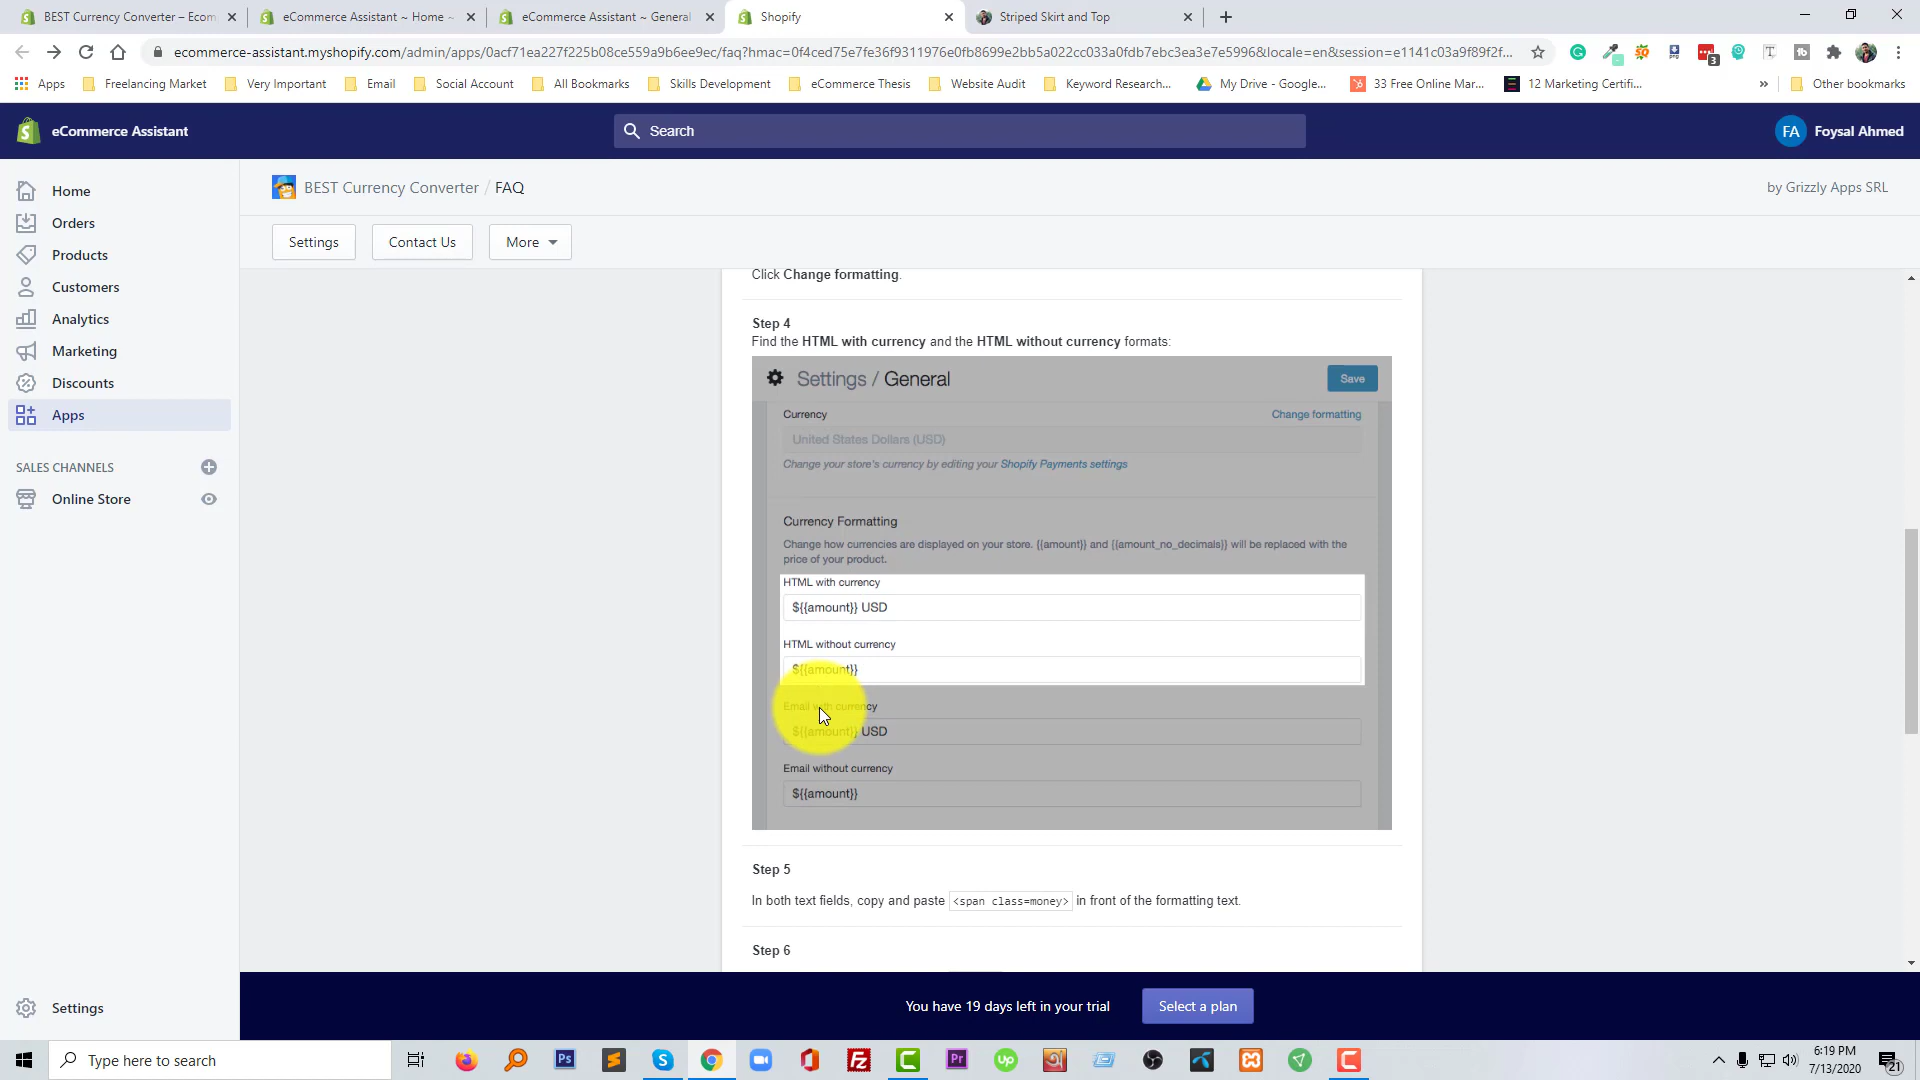 BEST Currency Converter – Ecom
eCommerce Assistant ~ Home ~
eCommerce Assistant ~ General
Shopify
Striped Skirt and Top
ecommerce-assistant.myshopify.com/admin/apps/0acf71ea227f225b08ce559a9b6ee9ec/faq?hmac=0f4ced75e7fe36f9311976e0fb8699e2bb5a022cc033a0fdb7ebc3ea3e7e5996&locale=en&session=e1141c03a9f89f2f...
Apps
Freelancing Market
Very Important
Email
Social Account
All Bookmarks
Skills Development
eCommerce Thesis
Website Audit
Keyword Research...
My Drive - Google...
33 Free Online Mar...
12 Marketing Certifi...
»
Other bookmarks
eCommerce Assistant
Search
FA
Foysal Ahmed
Home
Orders
Products
Customers
Analytics
Marketing
Discounts
Apps
SALES CHANNELS
Online Store
Settings
BEST Currency Converter / FAQ
by Grizzly Apps SRL
Settings
Contact Us
More
Click Change formatting.
Step 4
Find the HTML with currency and the HTML without currency formats:
Settings / General
Save
Currency
Change formatting
United States Dollars (USD)
Change your store's currency by editing your Shopify Payments settings
Currency Formatting
Change how currencies are displayed on your store. {{amount}} and {{amount_no_decimals}} will be replaced with the
price of your product.
HTML with currency
${{amount}} USD
HTML without currency
${{amount}}
Email with currency
${{amount}} USD
Email without currency
${{amount}}
Step 5
In both text fields, copy and paste <span class=money> in front of the formatting text.
Step 6
You have 19 days left in your trial
Select a plan
Type here to search
6:19 PM
7/13/2020
21